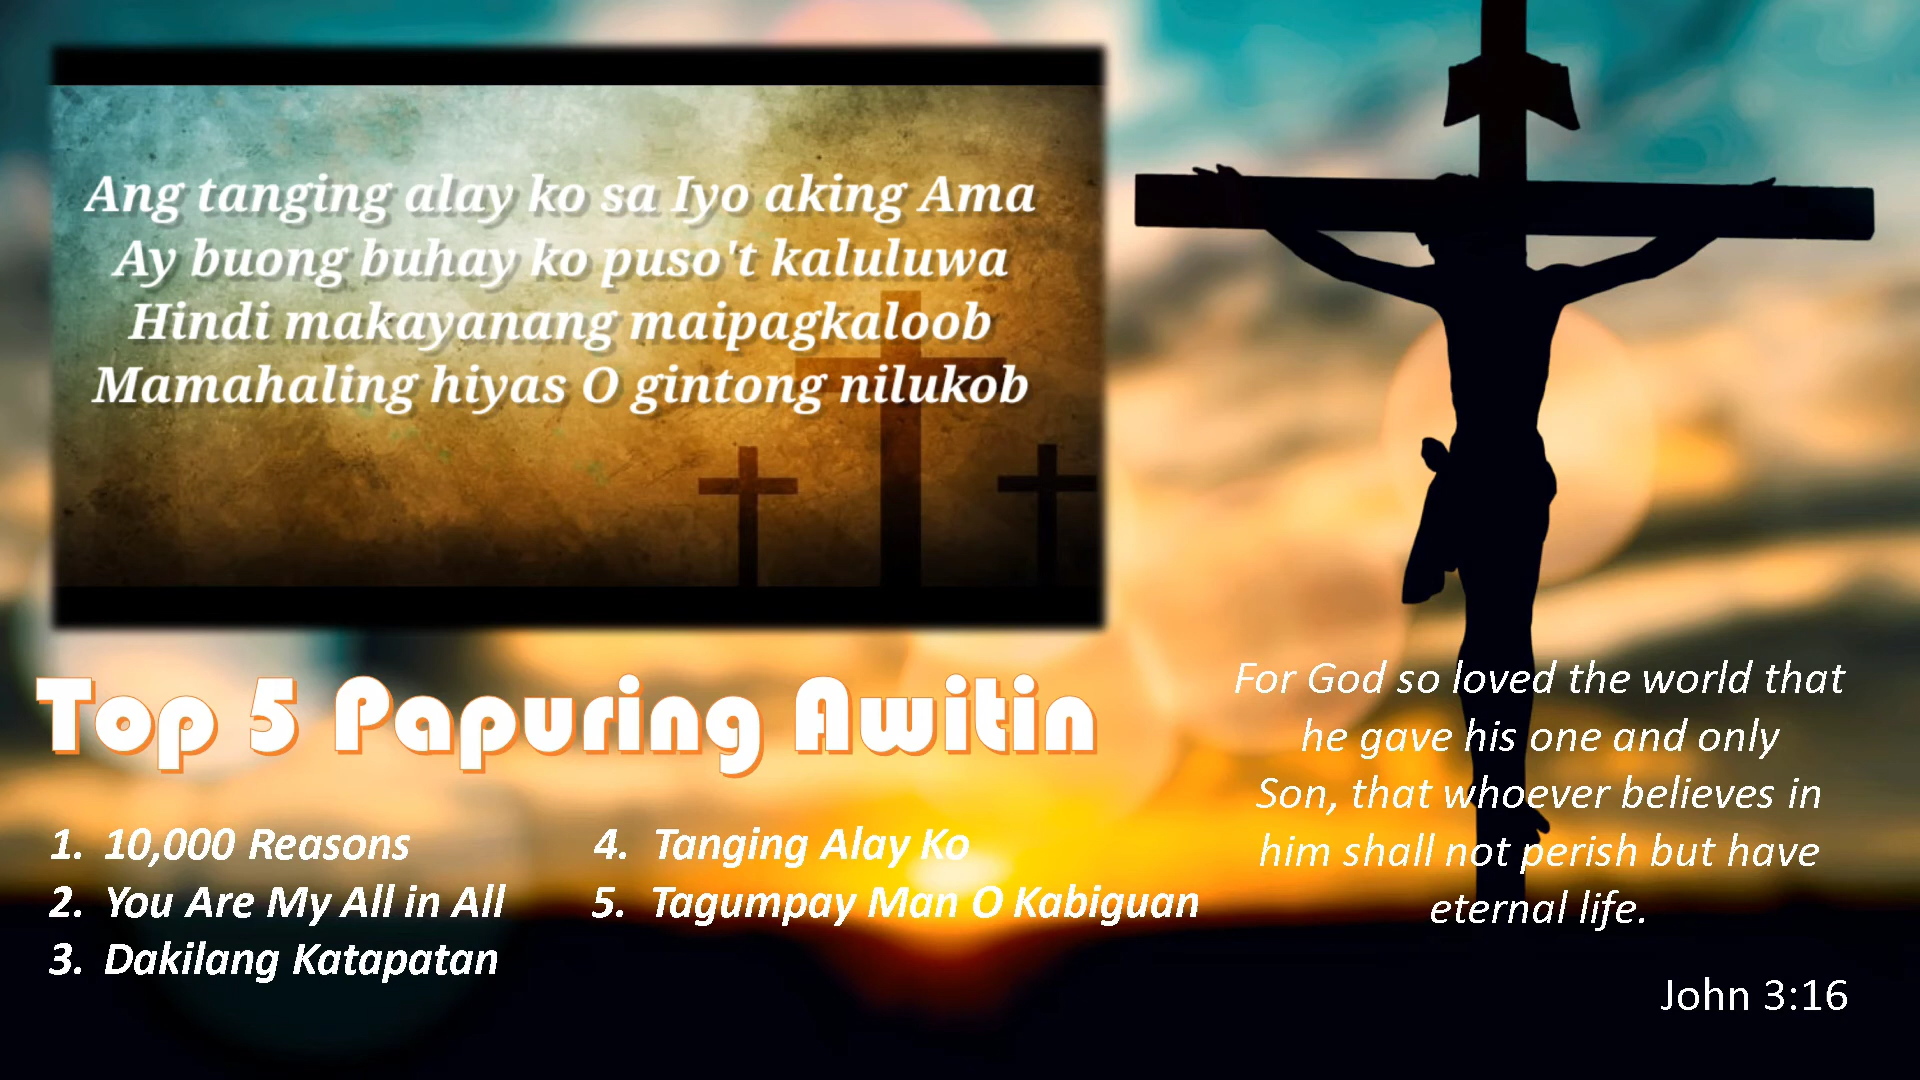 Ang tanging alay ko sa Iyo aking Ama
Ay buong buhay ko puso't kaluluwa
Hindi makayanang maipagkaloob
Mamahaling hiyas O gintong nilukob
Top 5 Papuring Awitin
1. 10,000 Reasons
2. You Are My All in All
3. Dakilang Katapatan
4. Tanging Alay Ko
5. Tagumpay Man O Kabiguan
For God so loved the world that
he gave his one and only
Son, that whoever believes in
him shall not perish but have
eternal life.
John 3:16